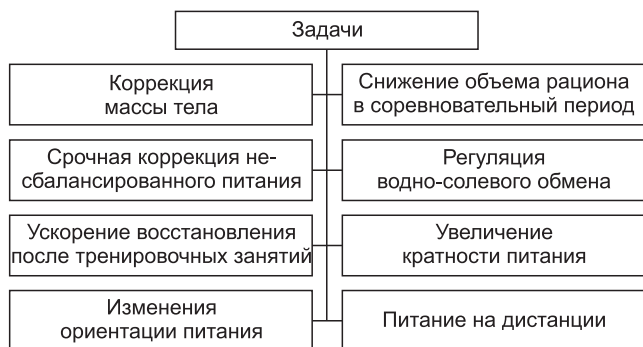 Задачи
Коррекция
массы тела
Снижение объема рациона
в соревновательный период
Срочная коррекция не-
сбалансированного питания
Регуляция
водно-солевого обмена
Ускорение восстановления
после тренировочных занятий
Увеличение
кратности питания
Изменения
ориентации питания
Питание на дистанции